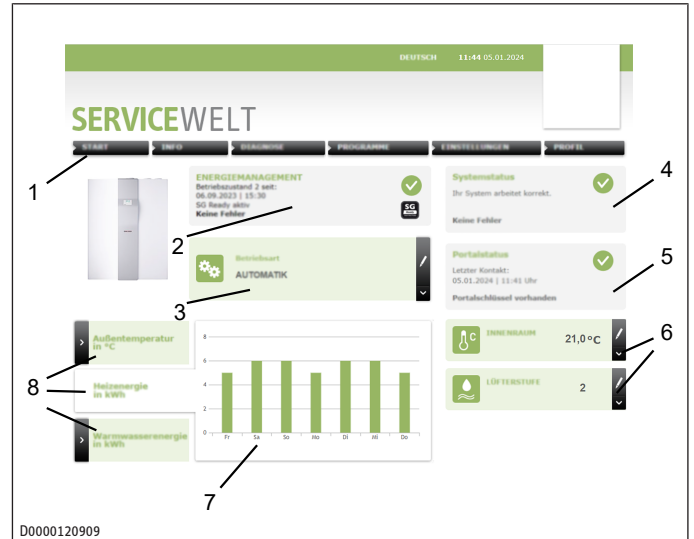 DEUTSCH 11:44 05.01.2024
SERVICEWELT
START INFO DIAGNOSE PROGRAMME EINSTELLUNGEN PROFIL
1
ENERGIEMANAGEMENT
Betriebszustand 2 seit:
06.09.2023 | 15:30
SG Ready aktiv
Keine Fehler
SG
2
Systemstatus
Ihr System arbeitet korrekt.
Keine Fehler
4
Betriebsart
AUTOMATIK
3
Portalstatus
Letzter Kontakt:
05.01.2024 | 11:41 Uhr
Portalschlüssel vorhanden
5
Außentemperatur
in °C
Heizenergie
in kWh
Warmwasserenergie
in kWh
8
8
6
4
2
0
Fr Sa So Mo Di Mi Do
7
°C INNENRAUM 21,0 °C
LÜFTERSTUFE 2
6
D0000120909